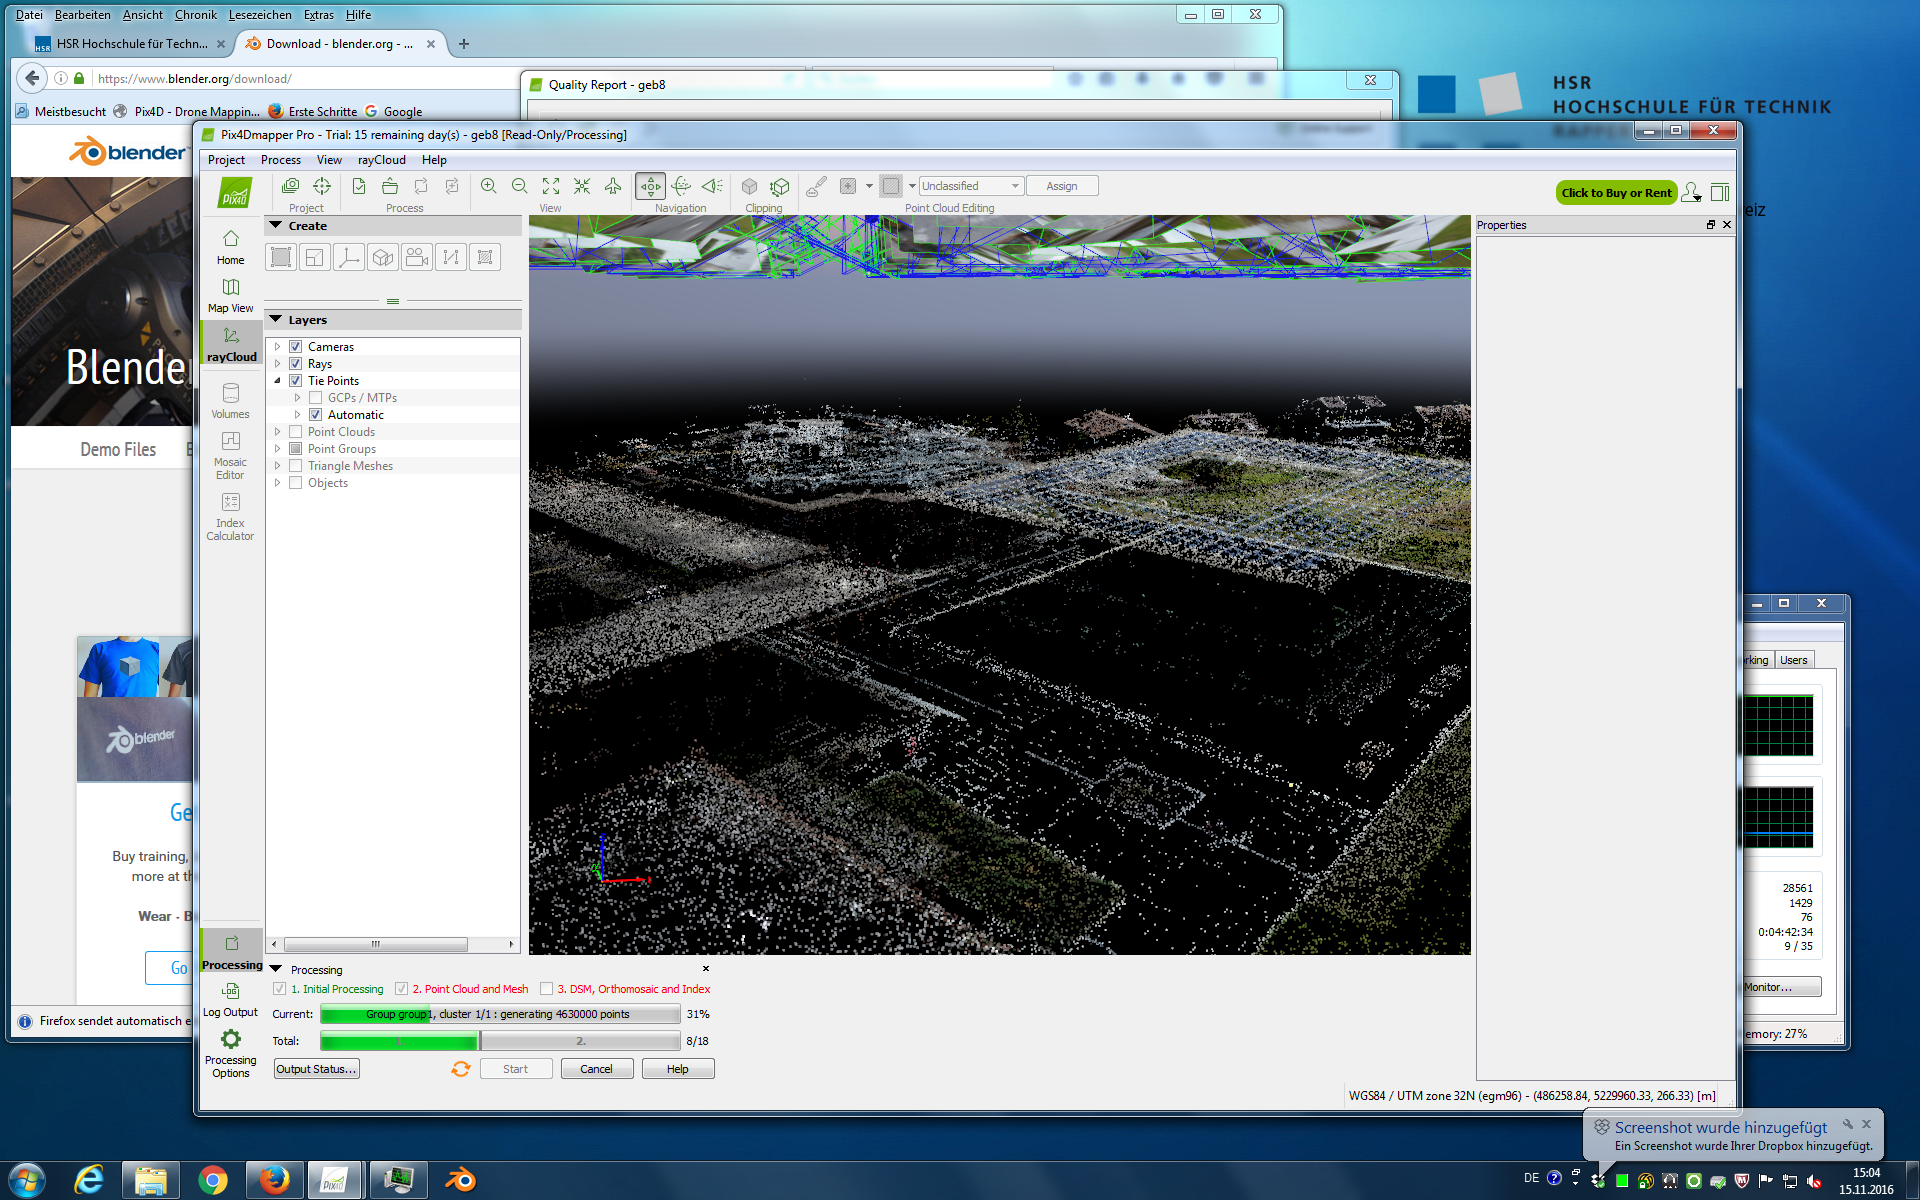 Datei Bearbeiten Ansicht Chronik Lesezeichen Extras Hilfe
HSR HSR Hochschule für Techn...
Download - blender.org - ...
https://www.blender.org/download/
Meistbesucht Pix4D - Drone Mappin... Erste Schritte Google
Quality Report - geb8
HSR
HOCHSCHULE FÜR TECHNIK
blender
Blender
Demo Files
Pix4Dmapper Pro - Trial: 15 remaining day(s) - geb8 [Read-Only/Processing]
Project Process View rayCloud Help
Unclassified Assign
Project Process View Navigation Clipping Point Cloud Editing
Click to Buy or Rent
PIX4D
Home
Map View
rayCloud
Volumes
Mosaic
Editor
Index
Calculator
Create
Layers
Cameras
Rays
Tie Points
GCPs / MTPs
Automatic
Point Clouds
Point Groups
Triangle Meshes
Objects
Properties
eiz
blender
Ge
Buy training,
more at th
Wear - B
Go
Firefox sendet automatisch e
Processing
Log Output
Processing
Options
Processing
1. Initial Processing 2. Point Cloud and Mesh 3. DSM, Orthomosaic and Index
Current: Group group1, cluster 1/1 : generating 4630000 points 31%
Total: 1. 2. 8/18
Output Status... Start Cancel Help
WGS84 / UTM zone 32N (egm96) - (486258.84, 5229960.33, 266.33) [m]
rking Users
28561
1429
76
0:04:42:34
9 / 35
Monitor...
emory: 27%
Screenshot wurde hinzugefügt
Ein Screenshot wurde Ihrer Dropbox hinzugefügt.
DE
15:04
15.11.2016